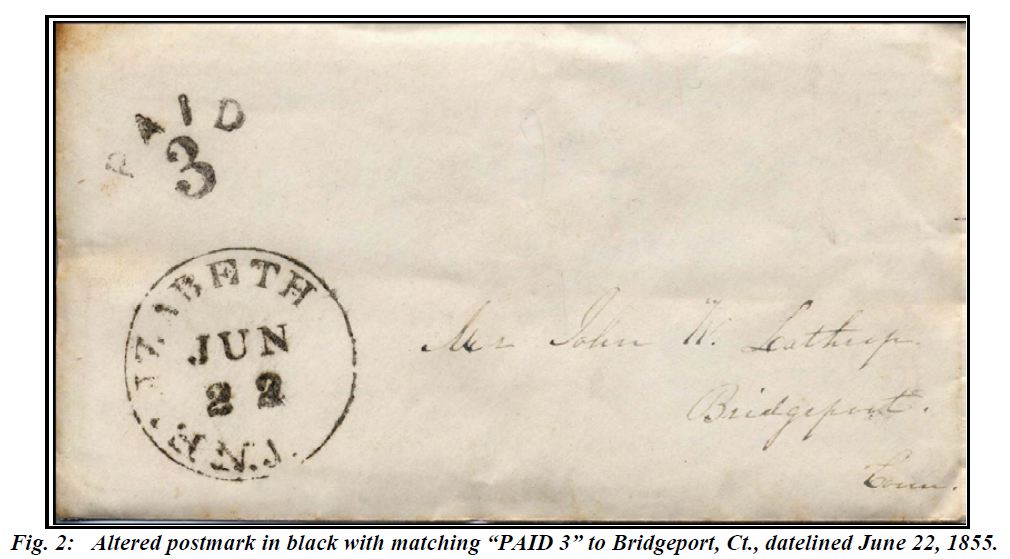 PAID
3
IZABETH
JUN
22
N.J.
Mr John W. Lathrop
Bridgeport.
Conn.
Fig. 2: Altered postmark in black with matching “PAID 3” to Bridgeport, Ct., datelined June 22, 1855.